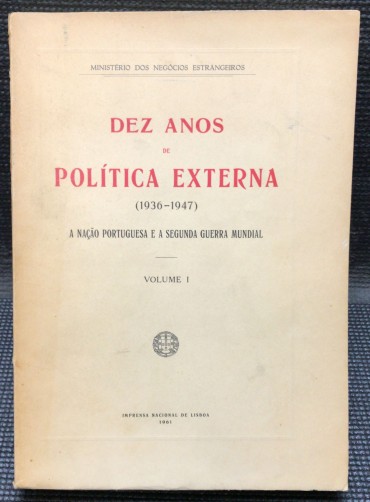 MINISTÉRIO DOS NEGÓCIOS ESTRANGEIROS
DEZ ANOS
DE
POLÍTICA EXTERNA
(1936-1947)
A NAÇÃO PORTUGUESA E A SEGUNDA GUERRA MUNDIAL
VOLUME I
IMPRENSA NACIONAL DE LISBOA
1961